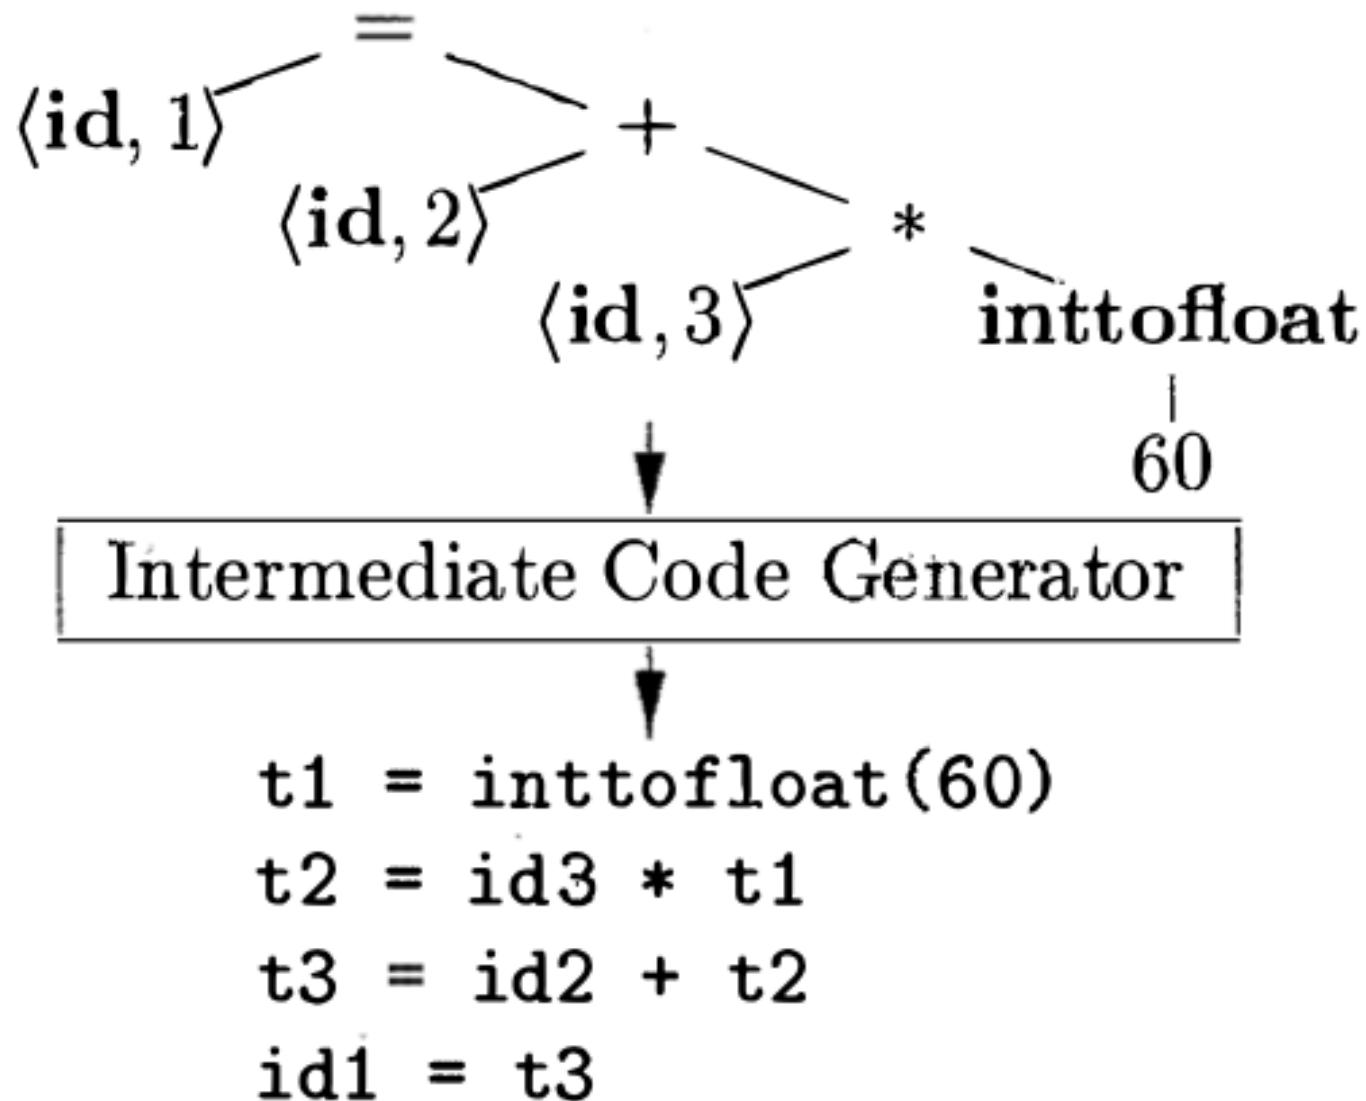 =
⟨id, 1⟩ +
⟨id, 2⟩ *
⟨id, 3⟩ inttofloat
60
Intermediate Code Generator
t1 = inttofloat(60)
t2 = id3 * t1
t3 = id2 + t2
id1 = t3